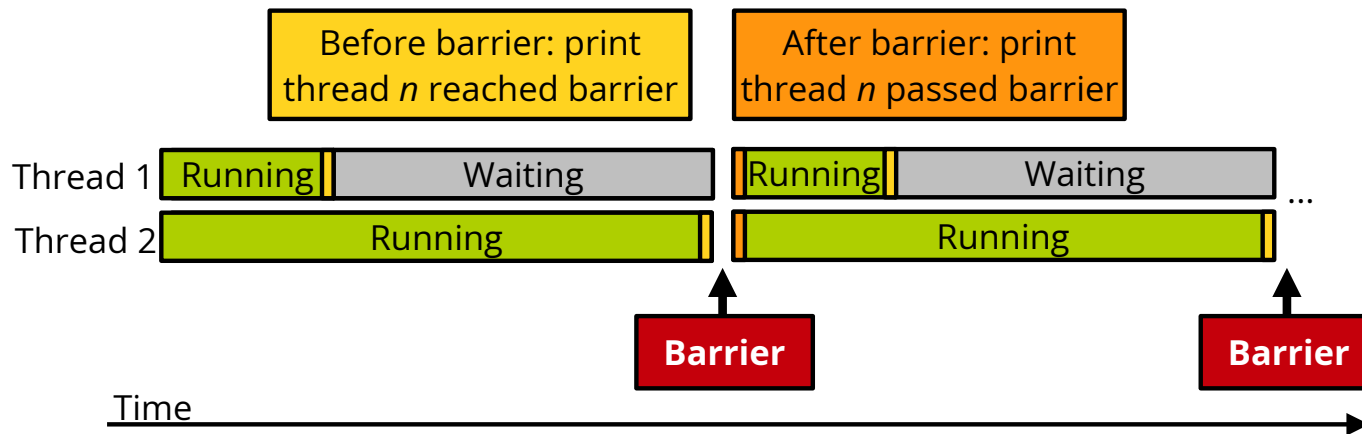 Before barrier: print
thread n reached barrier
After barrier: print
thread n passed barrier
Thread 1
Running
Waiting
Running
Waiting
...
Thread 2
Running
Running
Barrier
Barrier
Time